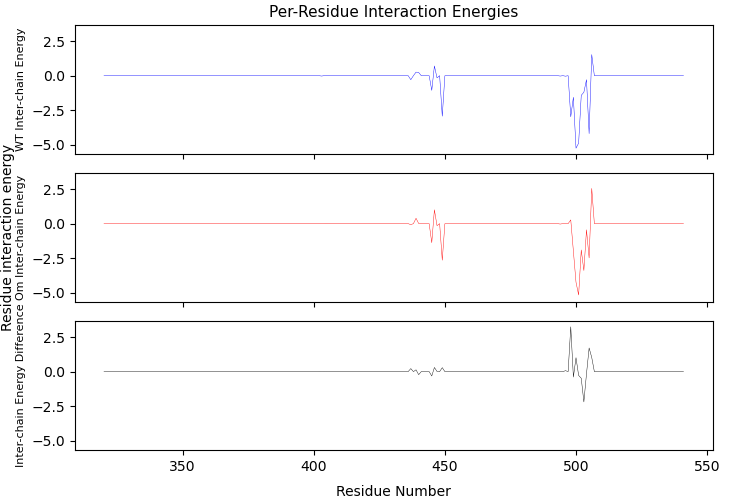 Per-Residue Interaction Energies
Residue interaction energy
WT Inter-chain Energy
2.5
0.0
−2.5
−5.0
Om Inter-chain Energy
2.5
0.0
−2.5
−5.0
Inter-chain Energy Difference
2.5
0.0
−2.5
−5.0
350 400 450 500 550
Residue Number